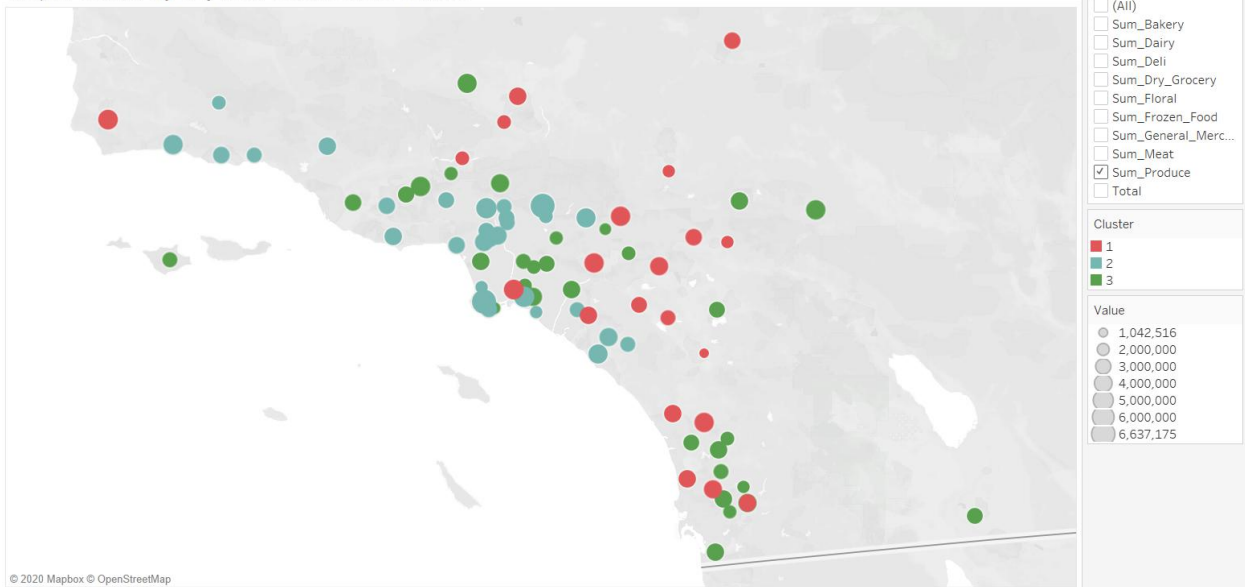 (All)
Sum_Bakery
Sum_Dairy
Sum_Deli
Sum_Dry_Grocery
Sum_Floral
Sum_Frozen_Food
Sum_General_Merc...
Sum_Meat
Sum_Produce
Total
Cluster
1
2
3
Value
1,042,516
2,000,000
3,000,000
4,000,000
5,000,000
6,000,000
6,637,175
© 2020 Mapbox © OpenStreetMap